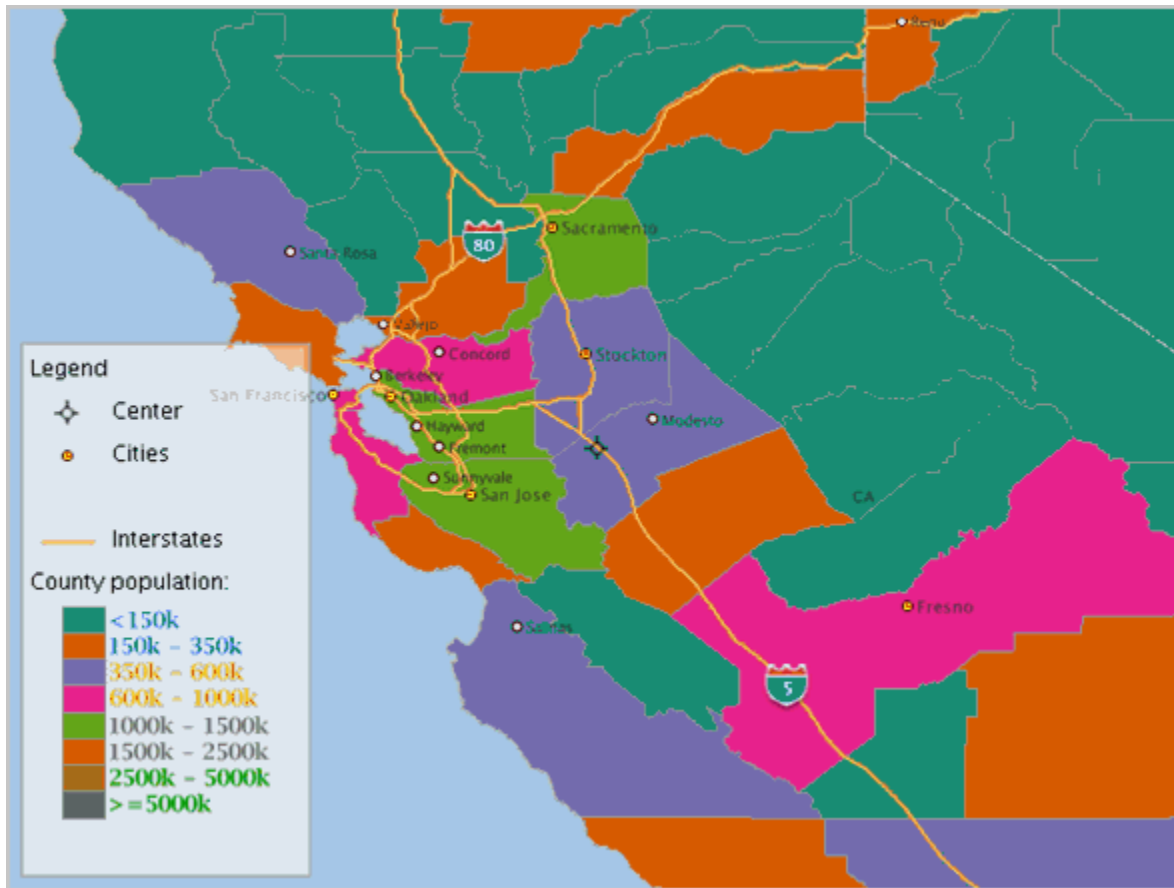 Reno
Sacramento
80
Santa Rosa
Vallejo
Concord
Stockton
Berkeley
San Francisco
Oakland
Hayward
Modesto
Fremont
Sunnyvale
San Jose
CA
Fresno
Salinas
5
Legend
Center
Cities
Interstates
County population:
<150k
150k - 350k
350k - 600k
600k - 1000k
1000k - 1500k
1500k - 2500k
2500k - 5000k
>=5000k